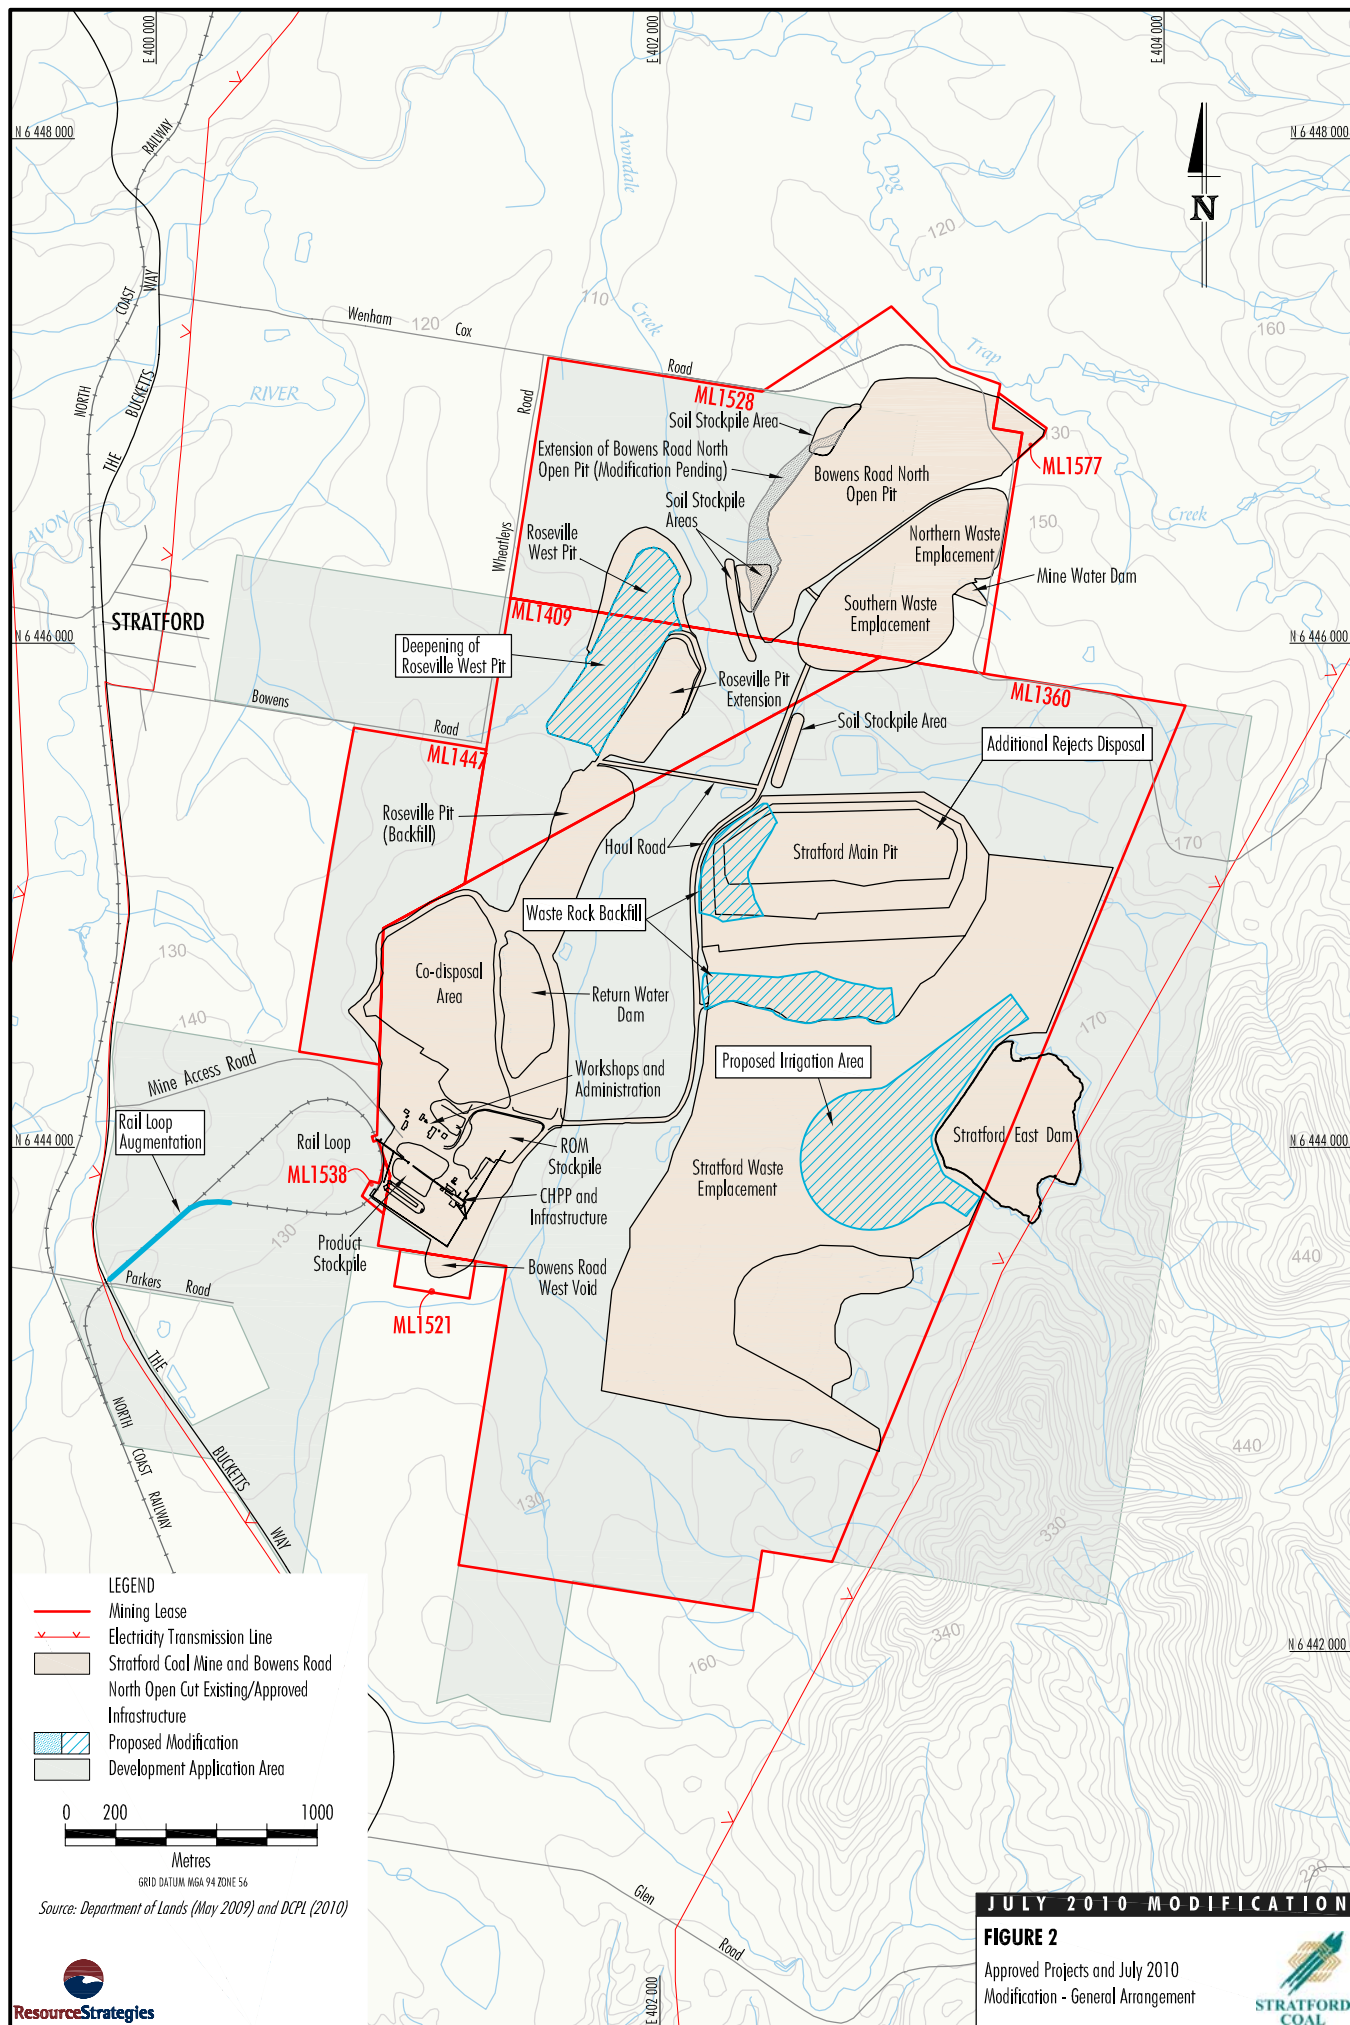 E 400 000
E 402 000
E 404 000
N 6 448 000
N 6 448 000
RAILWAY
COAST
NORTH
THE
BUCKETTS
WAY
Avondale
Creek
Dog
Trap
Creek
N
120
110
160
Wenham
Cox
Road
120
RIVER
AVON
Road
Wheatleys
ML1528
Soil Stockpile Area
Extension of Bowens Road North
Open Pit (Modification Pending)
Bowens Road North
Open Pit
130
ML1577
Soil Stockpile
Areas
150
Roseville
West Pit
Northern Waste
Emplacement
Mine Water Dam
Southern Waste
Emplacement
STRATFORD
ML1409
N 6 446 000
N 6 446 000
Deepening of
Roseville West Pit
Roseville Pit
Extension
ML1360
Bowens
Road
ML1447
Soil Stockpile Area
Additional Rejects Disposal
Roseville Pit
(Backfill)
Haul Road
Stratford Main Pit
170
Waste Rock Backfill
130
Co-disposal
Area
Return Water
Dam
140
170
Mine Access Road
Workshops and
Administration
Proposed Irrigation Area
Rail Loop
Augmentation
Rail Loop
ROM
Stockpile
Stratford East Dam
N 6 444 000
N 6 444 000
ML1538
CHPP and
Infrastructure
Stratford Waste
Emplacement
130
Product
Stockpile
Bowens Road
West Void
Parkers
Road
ML1521
440
THE
BUCKETTS
WAY
NORTH
COAST
RAILWAY
440
130
330
340
160
N 6 442 000
LEGEND
Mining Lease
Electricity Transmission Line
Stratford Coal Mine and Bowens Road
North Open Cut Existing/Approved
Infrastructure
Proposed Modification
Development Application Area
0 200 1000
Metres
GRID DATUM MGA 94 ZONE 56
Source: Department of Lands (May 2009) and DCPL (2010)
Glen
Road
230
E 402 000
ResourceStrategies
JULY 2010 MODIFICATION
FIGURE 2
Approved Projects and July 2010
Modification - General Arrangement
STRATFORD
COAL